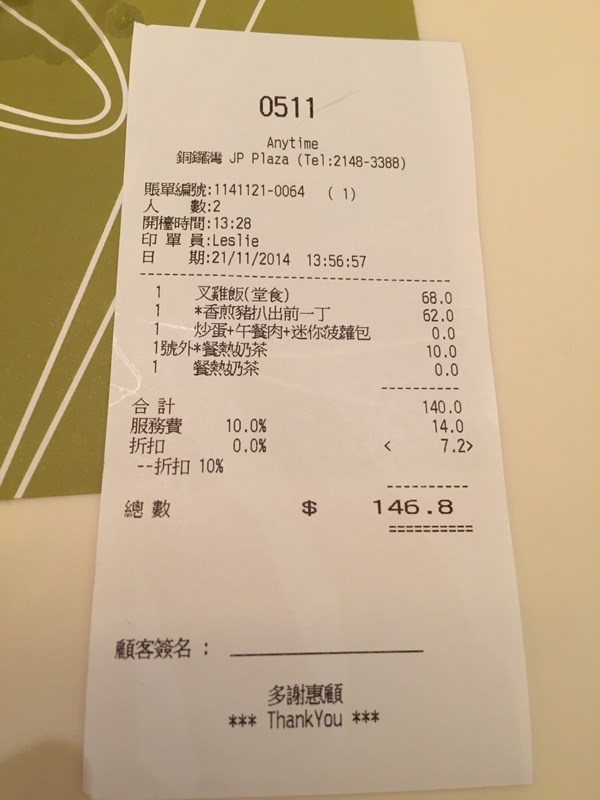 0511
Anytime
銅鑼灣 JP Plaza (Tel:2148-3388)
賬單編號:1141121-0064 ( 1)
人 數:2
開檯時間:13:28
印 單 員:Leslie
日 期:21/11/2014 13:56:57
1 叉雞飯(堂食) 68.0
1 *香煎豬扒出前一丁 62.0
1 炒蛋+午餐肉+迷你菠蘿包 0.0
1號外*餐熱奶茶 10.0
1 餐熱奶茶 0.0
合 計 140.0
服務費 10.0% 14.0
折扣 0.0% < 7.2>
--折扣 10%
總 數 $ 146.8
顧客簽名 :
多謝惠顧
*** ThankYou ***